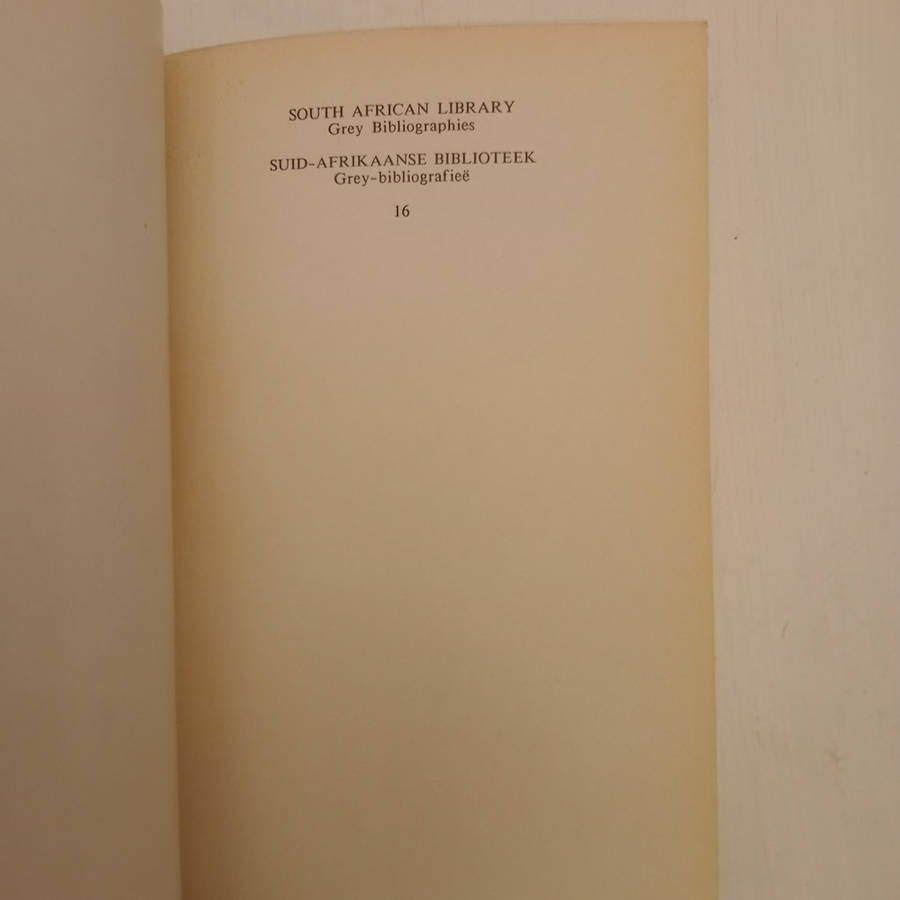 SOUTH AFRICAN LIBRARY
Grey Bibliographies
SUID-AFRIKAANSE BIBLIOTEEK
Grey-bibliografieë
16